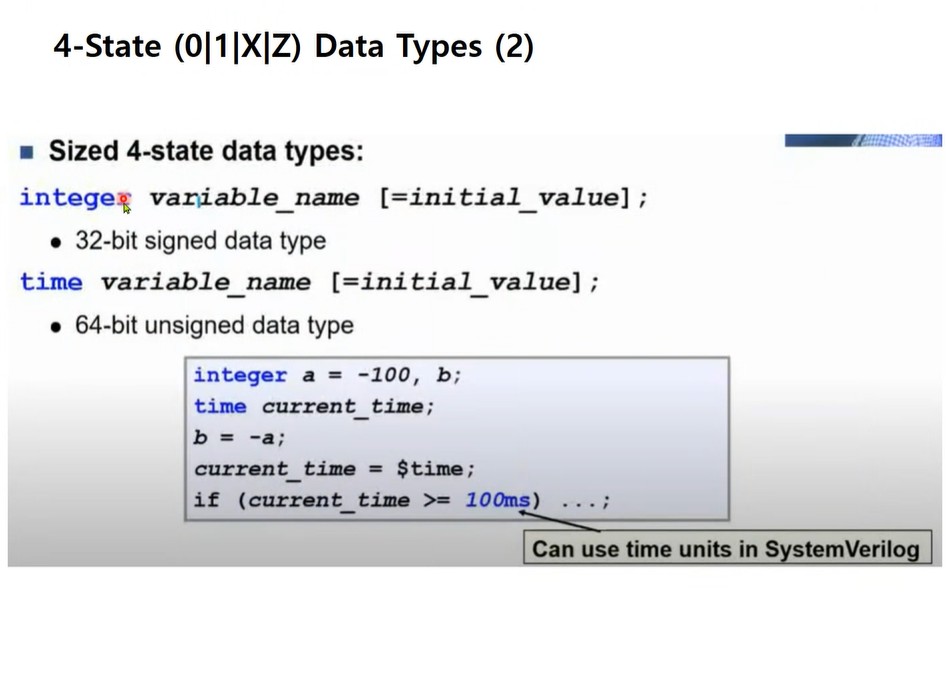 4-State (0|1|X|Z) Data Types (2)
Sized 4-state data types:
integer variable_name [=initial_value];
32-bit signed data type
time variable_name [=initial_value];
64-bit unsigned data type
integer a = -100, b;
time current_time;
b = -a;
current_time = $time;
if (current_time >= 100ms) ...;
Can use time units in SystemVerilog